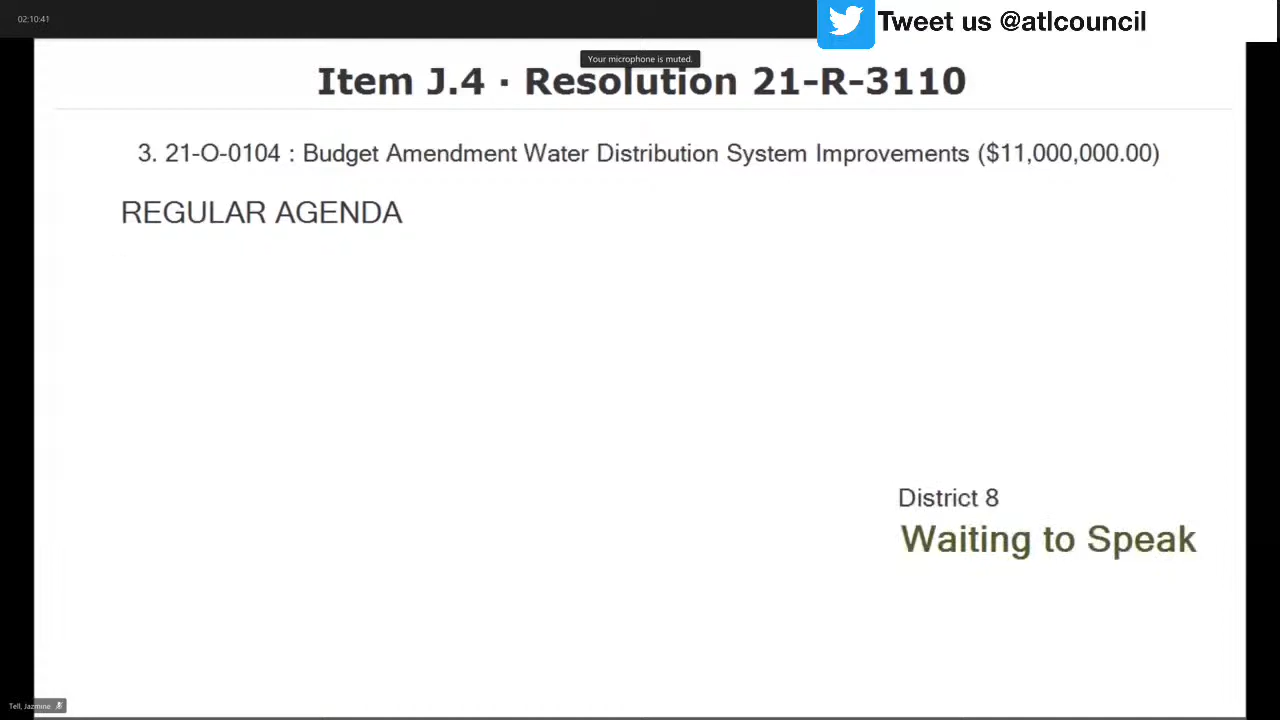 02:10:41
Tweet us @atlcouncil
Your microphone is muted.
Item J.4 · Resolution 21-R-3110
3. 21-O-0104 : Budget Amendment Water Distribution System Improvements ($11,000,000.00)
REGULAR AGENDA
District 8
Waiting to Speak
Tell, Jazmine